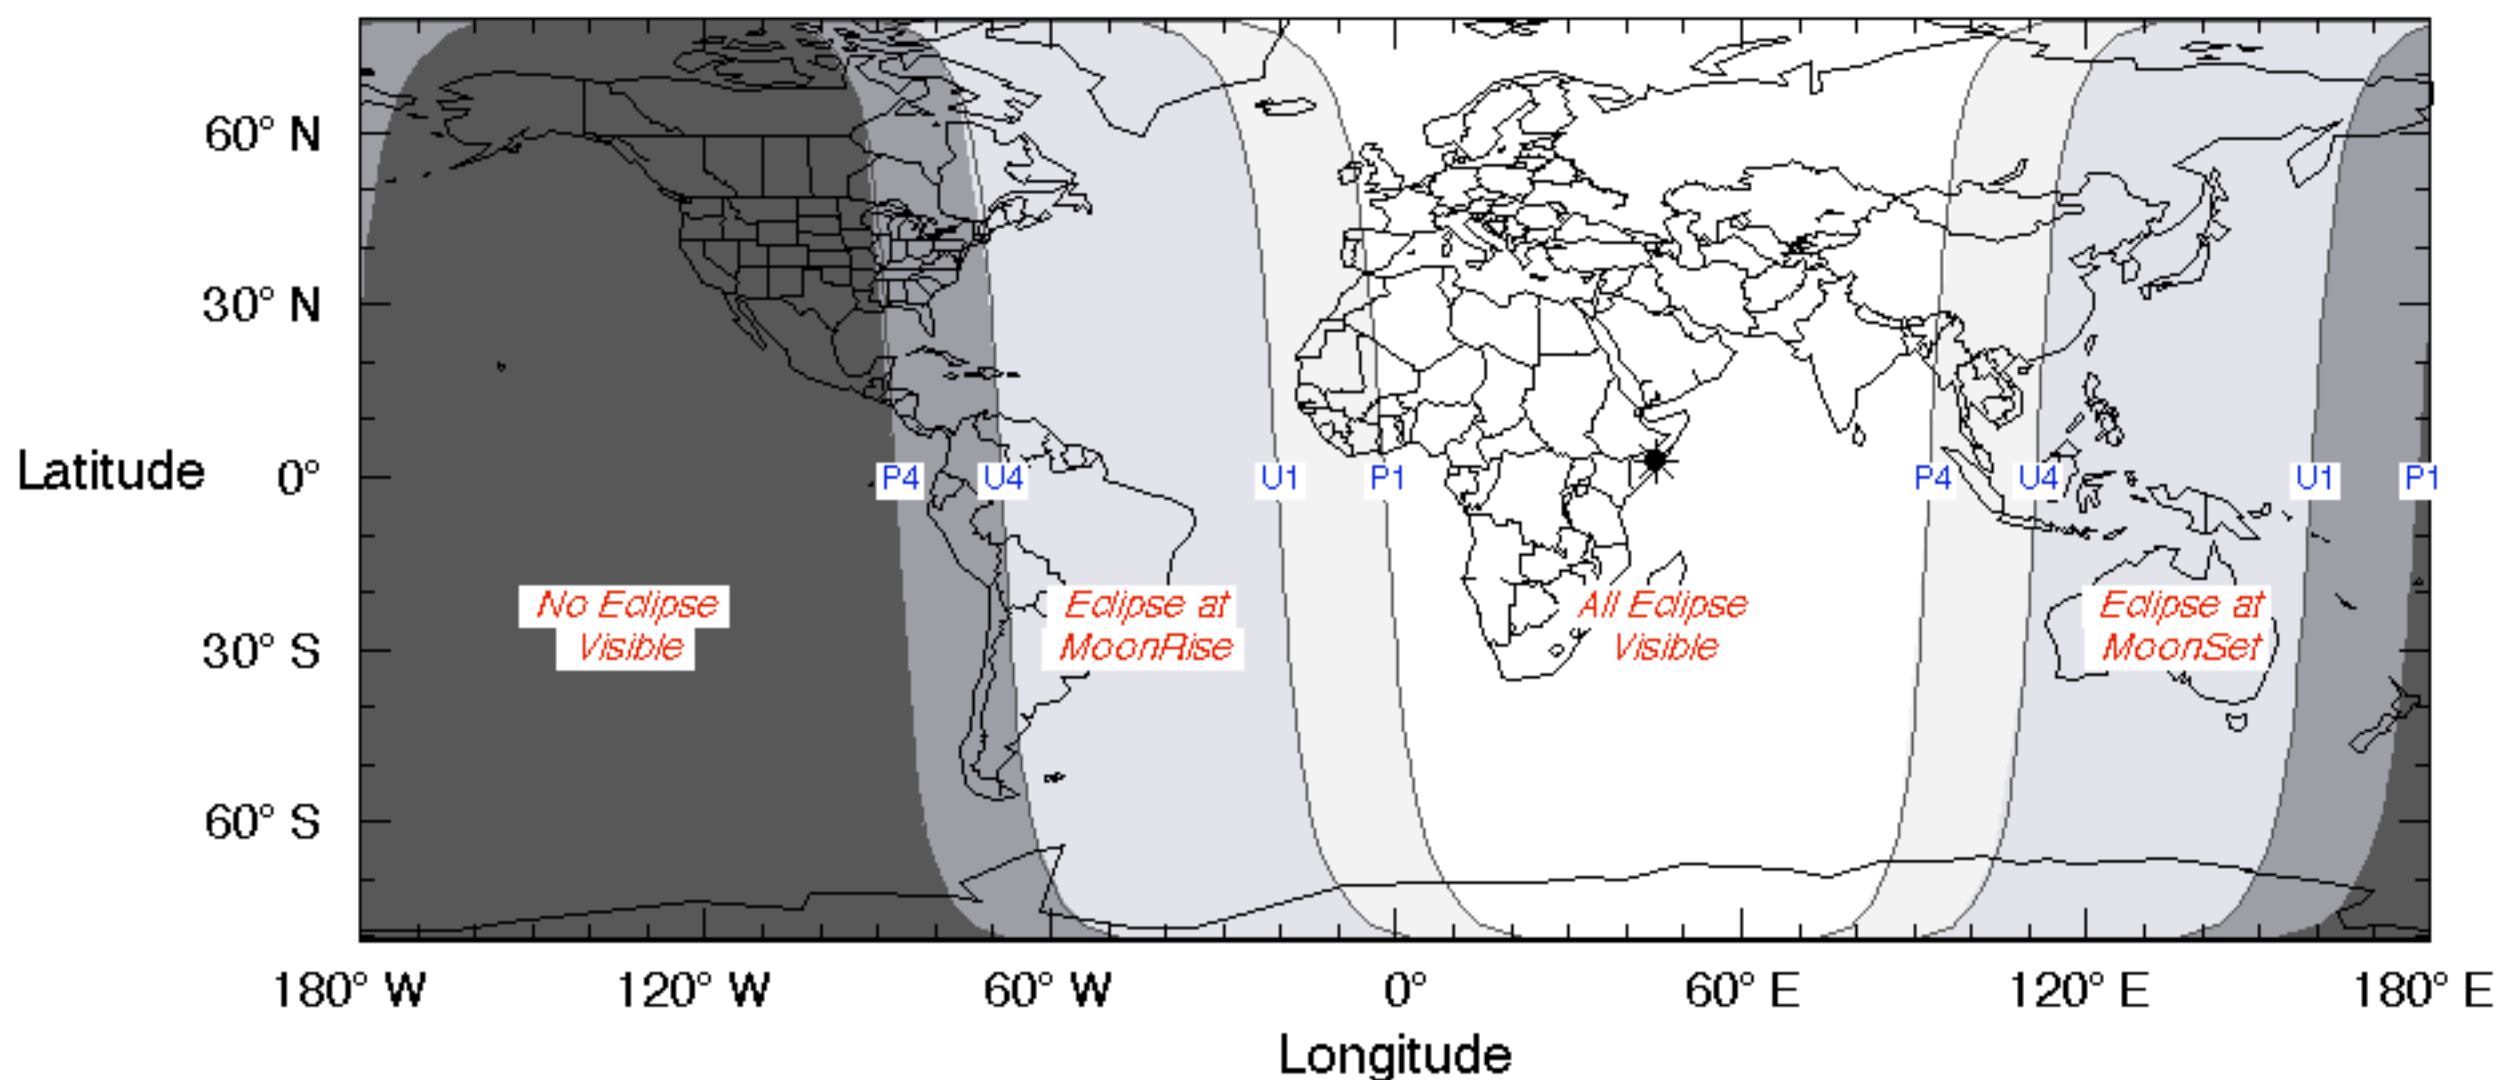 60° N
30° N
Latitude 0°
P4 U4 U1 P1 P4 U4 U1 P1
No Eclipse
Visible
Eclipse at
MoonRise
All Eclipse
Visible
Eclipse at
MoonSet
30° S
60° S
180° W 120° W 60° W 0° 60° E 120° E 180° E
Longitude